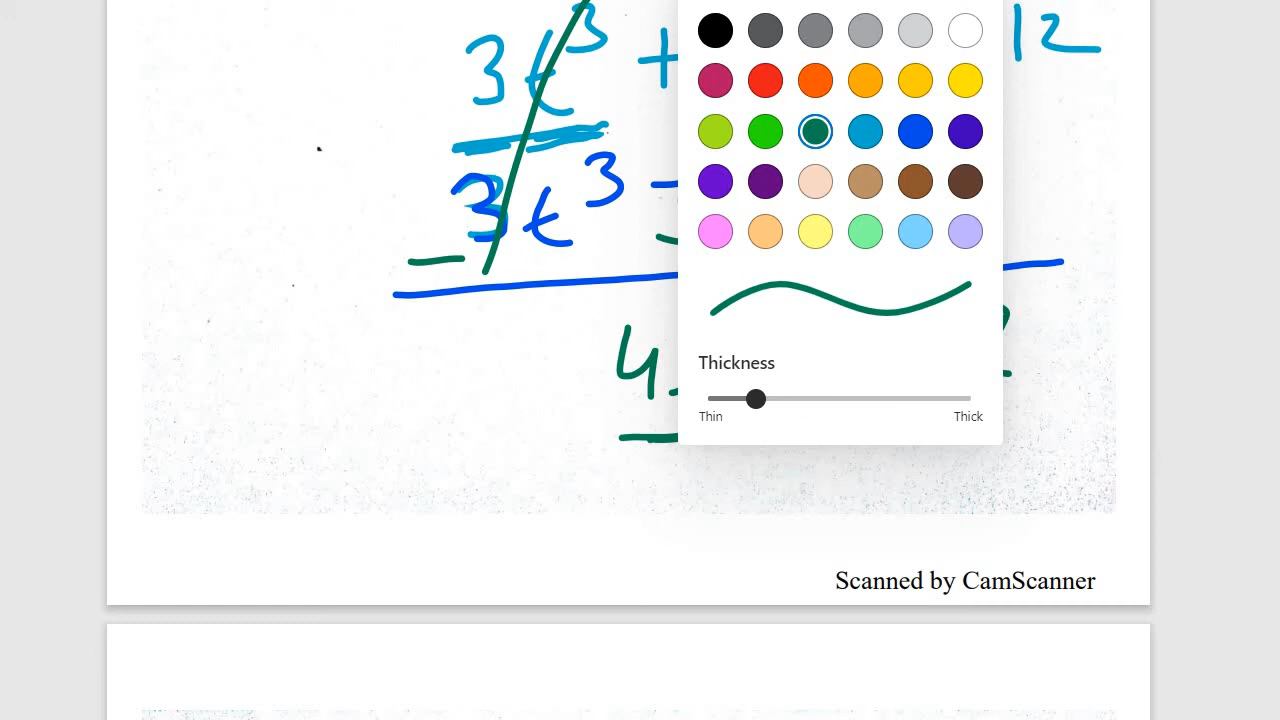 3t³ + 12
3t³ -
-
4
Thickness
Thin Thick
Scanned by CamScanner